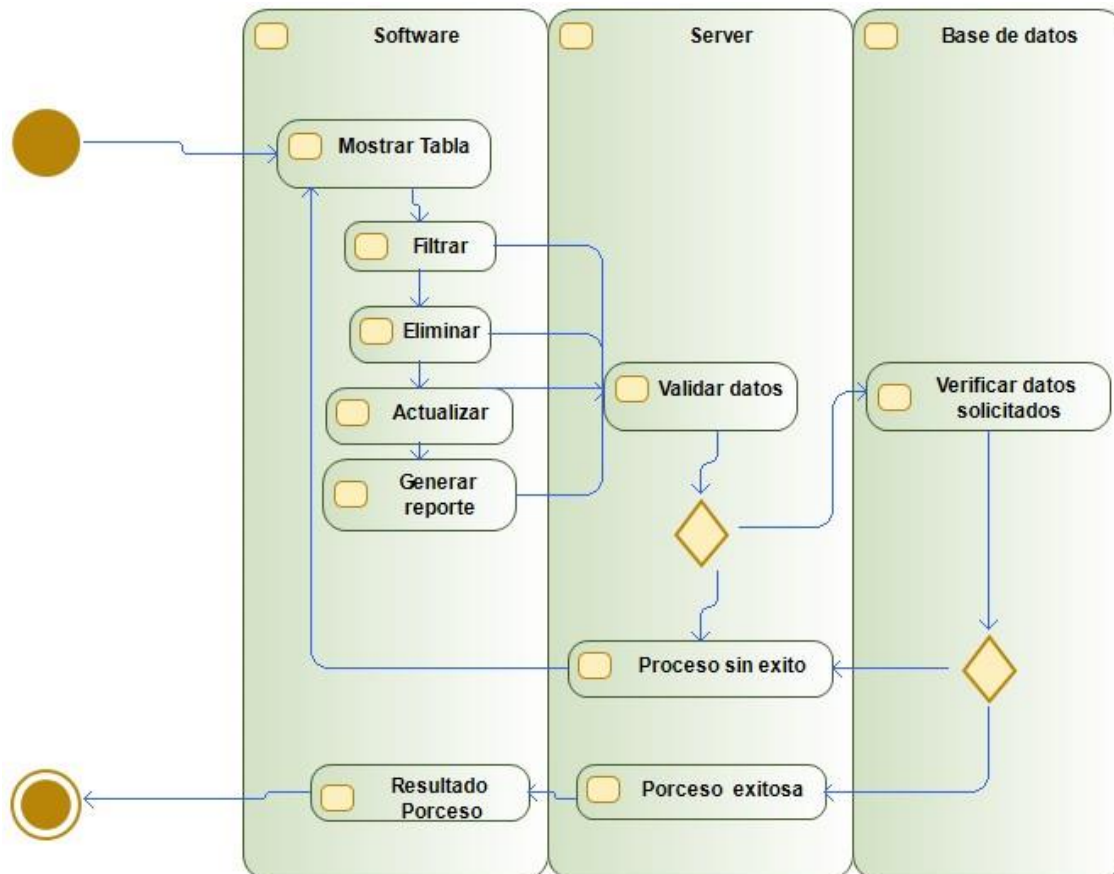 Software
Server
Base de datos
Mostrar Tabla
Filtrar
Eliminar
Actualizar
Generar
reporte
Validar datos
Verificar datos
solicitados
Proceso sin exito
Porceso exitosa
Resultado
Porceso